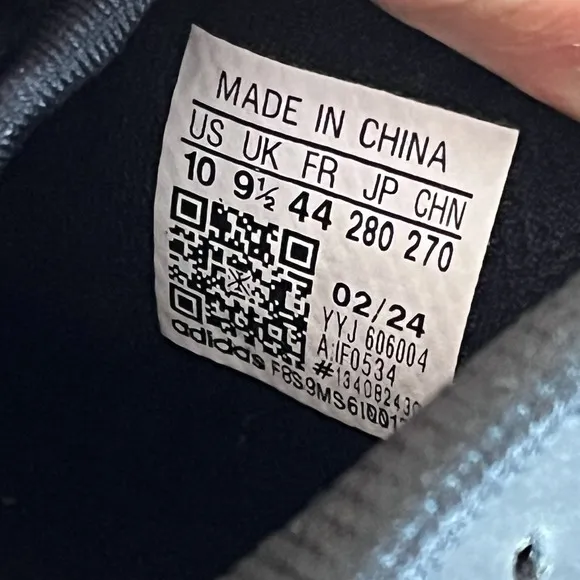 MADE IN CHINA
US UK FR JP CHN
10 9½ 44 280 270
02/24
YYJ 606004
A:IF0534
adidas